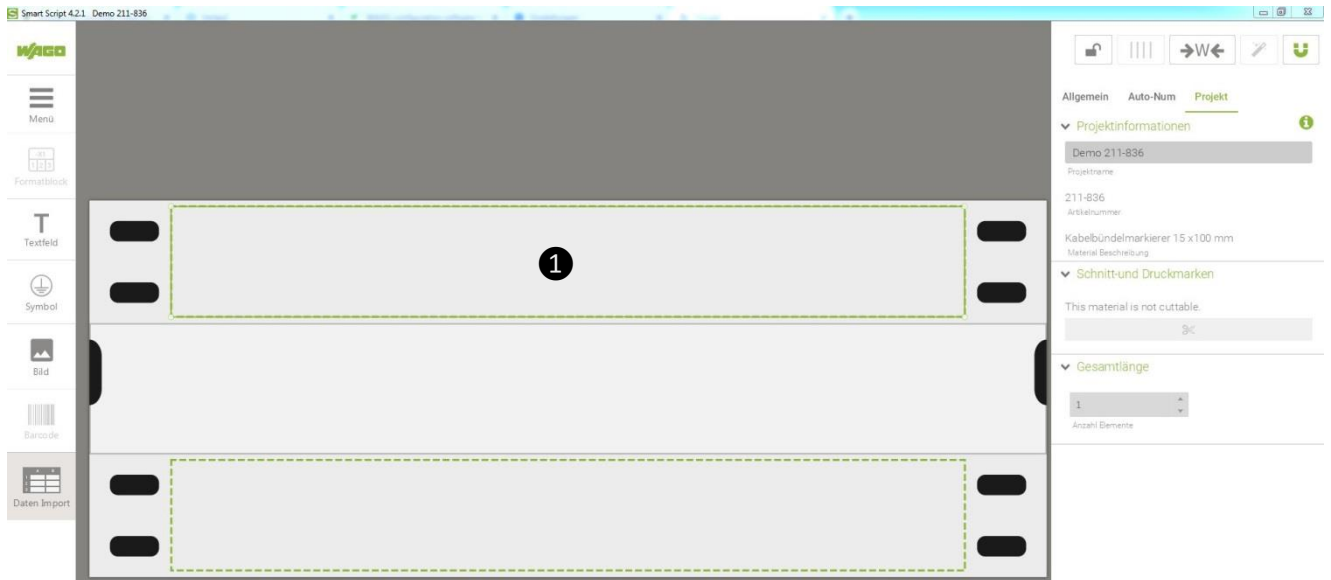 Smart Script 4.2.1 Demo 211-836
WAGO
Menü
Formatblock
Textfeld
Symbol
Bild
Barcode
Daten Import
1
W
Allgemein Auto-Num Projekt
Projektinformationen
Demo 211-836
Projektname
211-836
Artikelnummer
Kabelbündelmarkierer 15 x100 mm
Material Beschreibung
Schnitt-und Druckmarken
This material is not cuttable.
Gesamtlänge
1
Anzahl Elemente